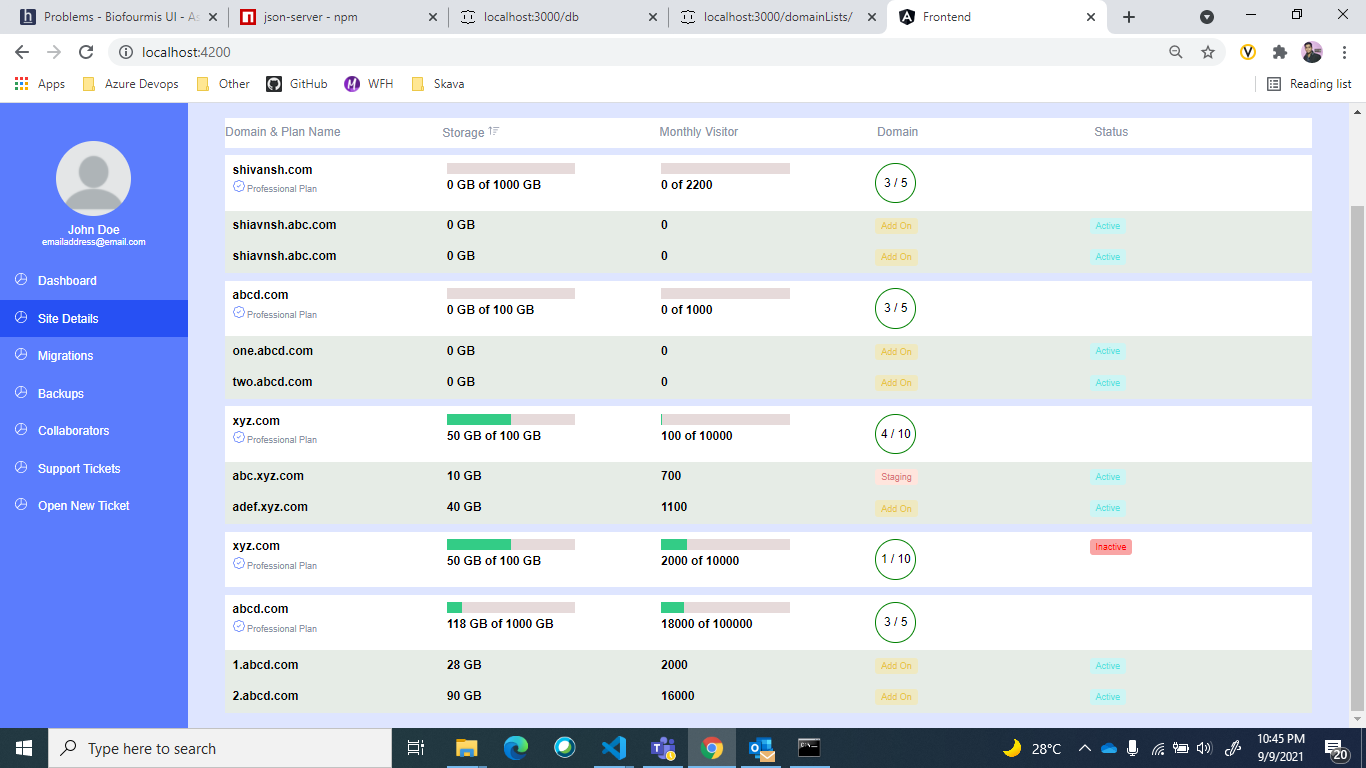 Problems - Biofourmis UI - As
json-server - npm
localhost:3000/db
localhost:3000/domainLists/
Frontend
localhost:4200
Apps
Azure Devops
Other
GitHub
WFH
Skava
Reading list
John Doe
emailaddress@email.com
Dashboard
Site Details
Migrations
Backups
Collaborators
Support Tickets
Open New Ticket
Domain & Plan Name Storage Monthly Visitor Domain Status
shivansh.com
Professional Plan
0 GB of 1000 GB
0 of 2200
3 / 5
shiavnsh.abc.com 0 GB 0 Add On Active
shiavnsh.abc.com 0 GB 0 Add On Active
abcd.com
Professional Plan
0 GB of 100 GB
0 of 1000
3 / 5
one.abcd.com 0 GB 0 Add On Active
two.abcd.com 0 GB 0 Add On Active
xyz.com
Professional Plan
50 GB of 100 GB
100 of 10000
4 / 10
abc.xyz.com 10 GB 700 Staging Active
adef.xyz.com 40 GB 1100 Add On Active
xyz.com
Professional Plan
50 GB of 100 GB
2000 of 10000
1 / 10
Inactive
abcd.com
Professional Plan
118 GB of 1000 GB
18000 of 100000
3 / 5
1.abcd.com 28 GB 2000 Add On Active
2.abcd.com 90 GB 16000 Add On Active
Type here to search
28°C
10:45 PM
9/9/2021
20